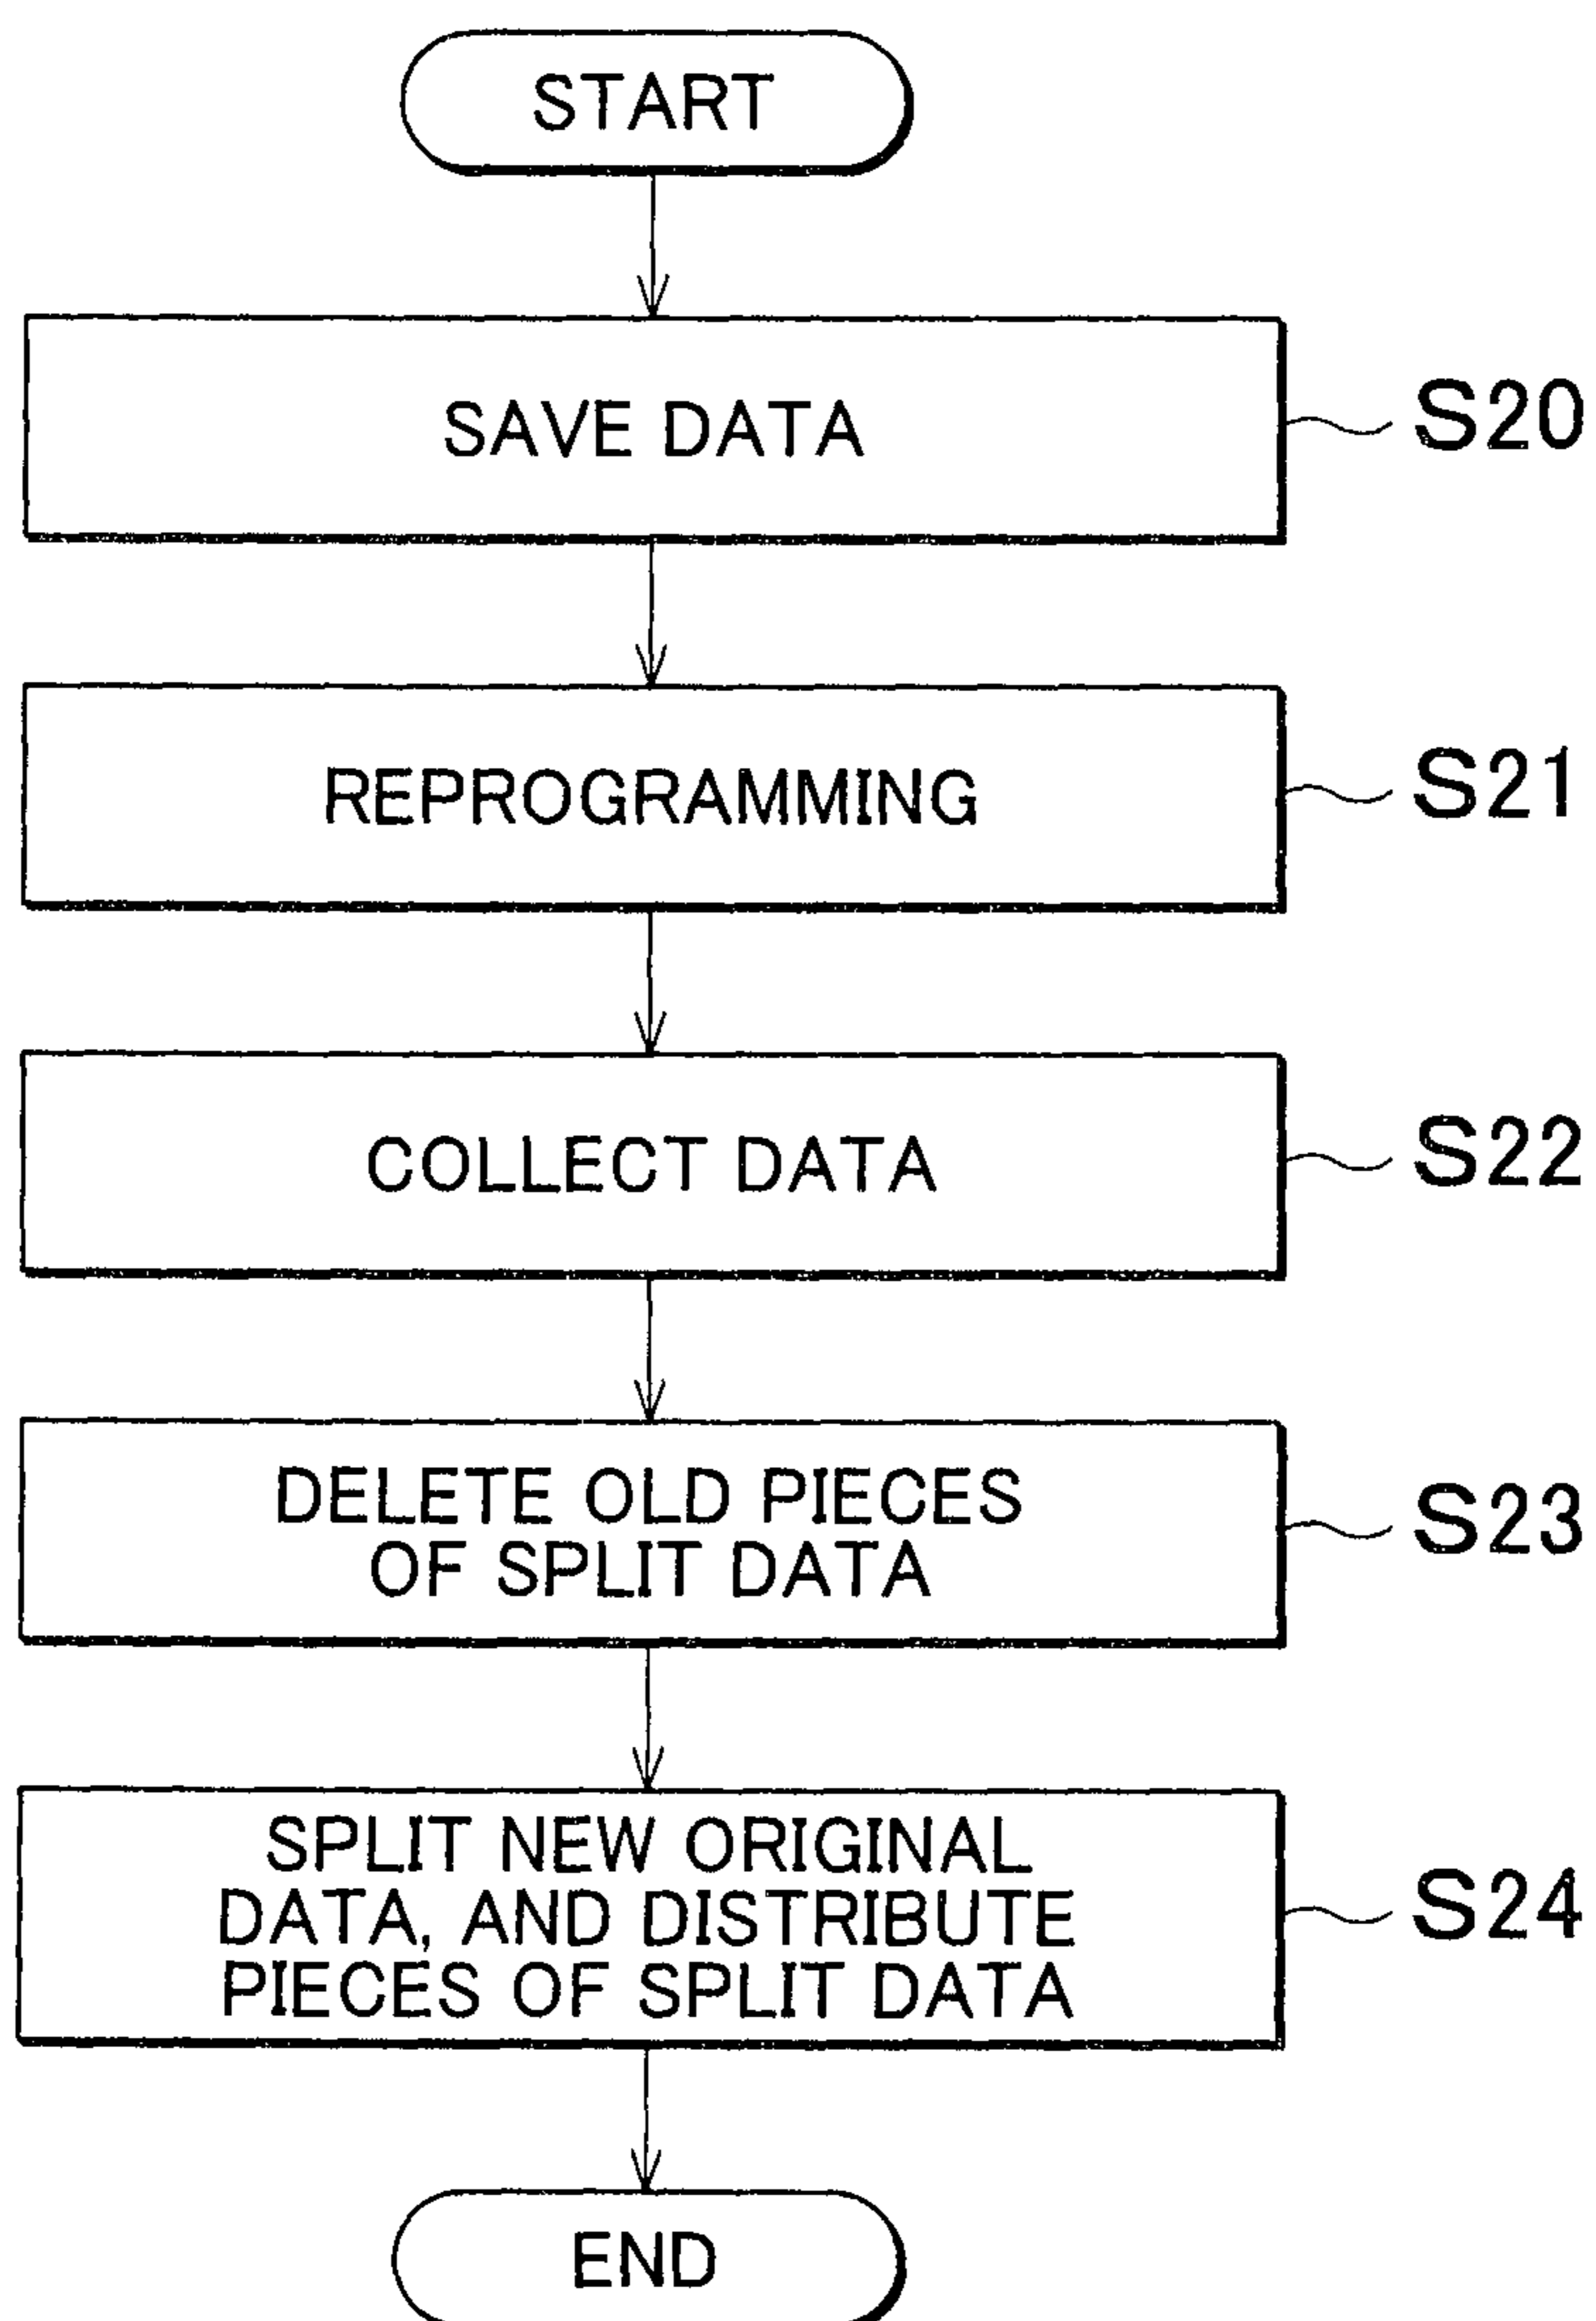 START
SAVE DATA
S20
REPROGRAMMING
S21
COLLECT DATA
S22
DELETE OLD PIECES
OF SPLIT DATA
S23
SPLIT NEW ORIGINAL
DATA, AND DISTRIBUTE
PIECES OF SPLIT DATA
S24
END